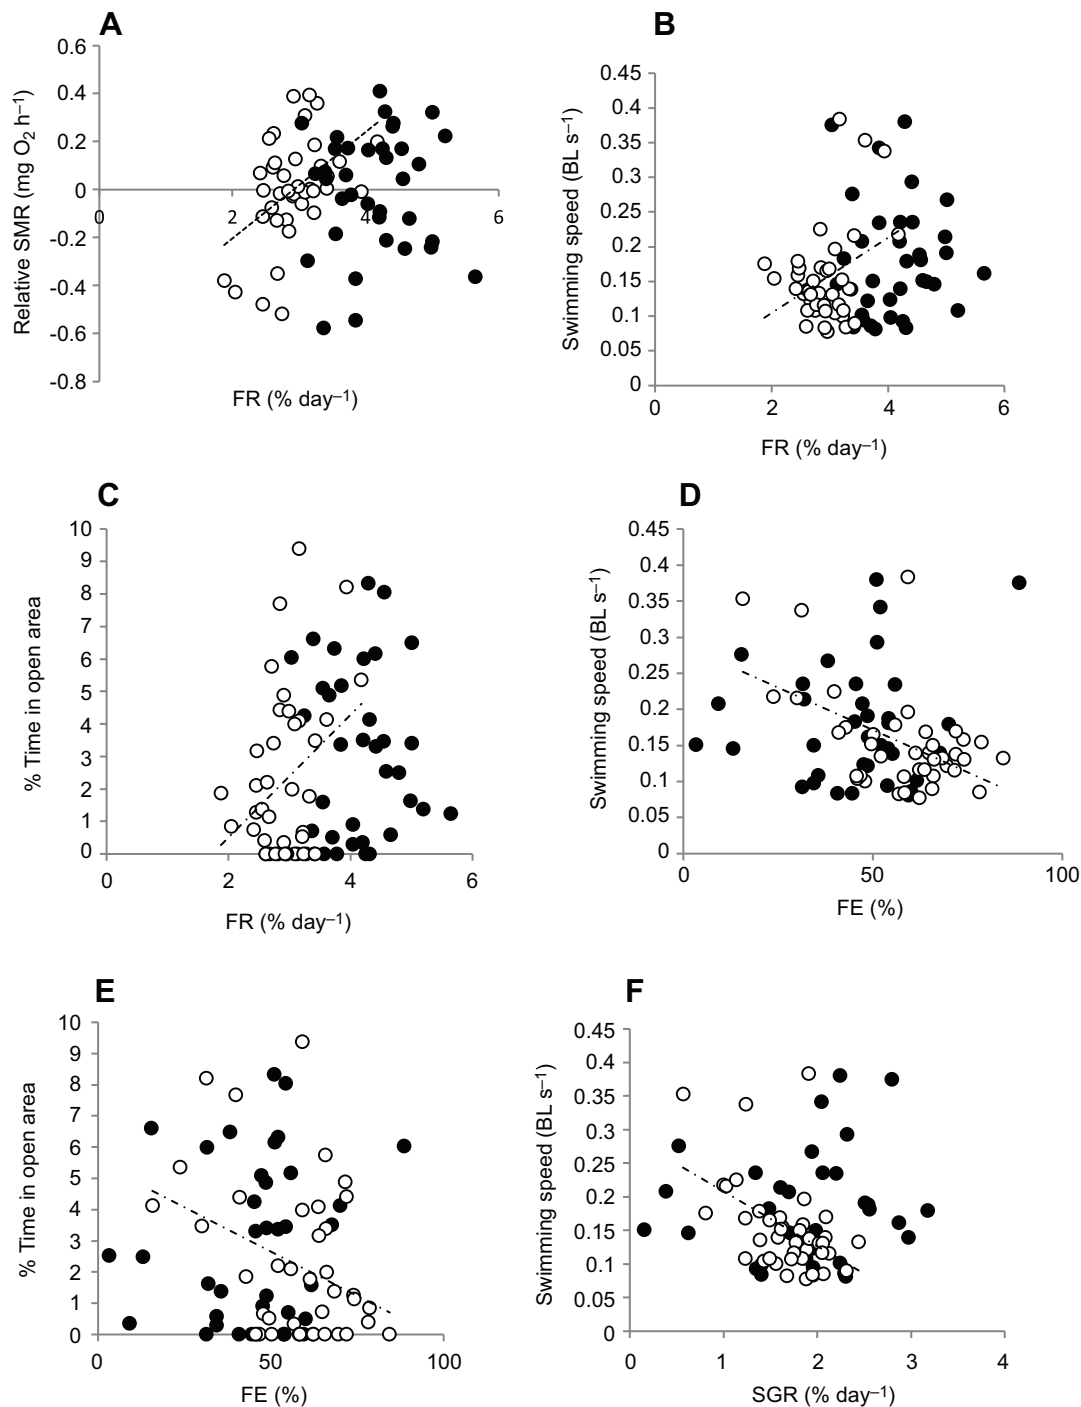 A
0.6
0.4
0.2
0
-0.2
-0.4
-0.6
-0.8
0 2 4 6
Relative SMR (mg O2 h–1)
FR (% day–1)
B
0.45
0.4
0.35
0.3
0.25
0.2
0.15
0.1
0.05
0
0 2 4 6
Swimming speed (BL s–1)
FR (% day–1)
C
10
9
8
7
6
5
4
3
2
1
0
0 2 4 6
% Time in open area
FR (% day–1)
D
0.45
0.4
0.35
0.3
0.25
0.2
0.15
0.1
0.05
0
0 50 100
Swimming speed (BL s–1)
FE (%)
E
10
9
8
7
6
5
4
3
2
1
0
0 50 100
% Time in open area
FE (%)
F
0.45
0.4
0.35
0.3
0.25
0.2
0.15
0.1
0.05
0
0 1 2 3 4
Swimming speed (BL s–1)
SGR (% day–1)